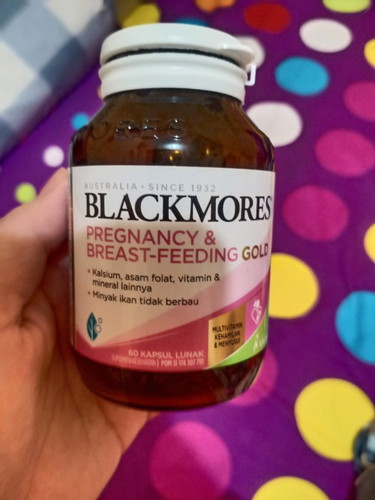 AUSTRALIA • SINCE 1932
BLACKMORES
PREGNANCY &
BREAST-FEEDING GOLD
• Kalsium, asam folat, vitamin &
mineral lainnya
• Minyak ikan tidak berbau
MULTIVITAMIN
KEHAMILAN
& MENYUSUI
60 KAPSUL LUNAK